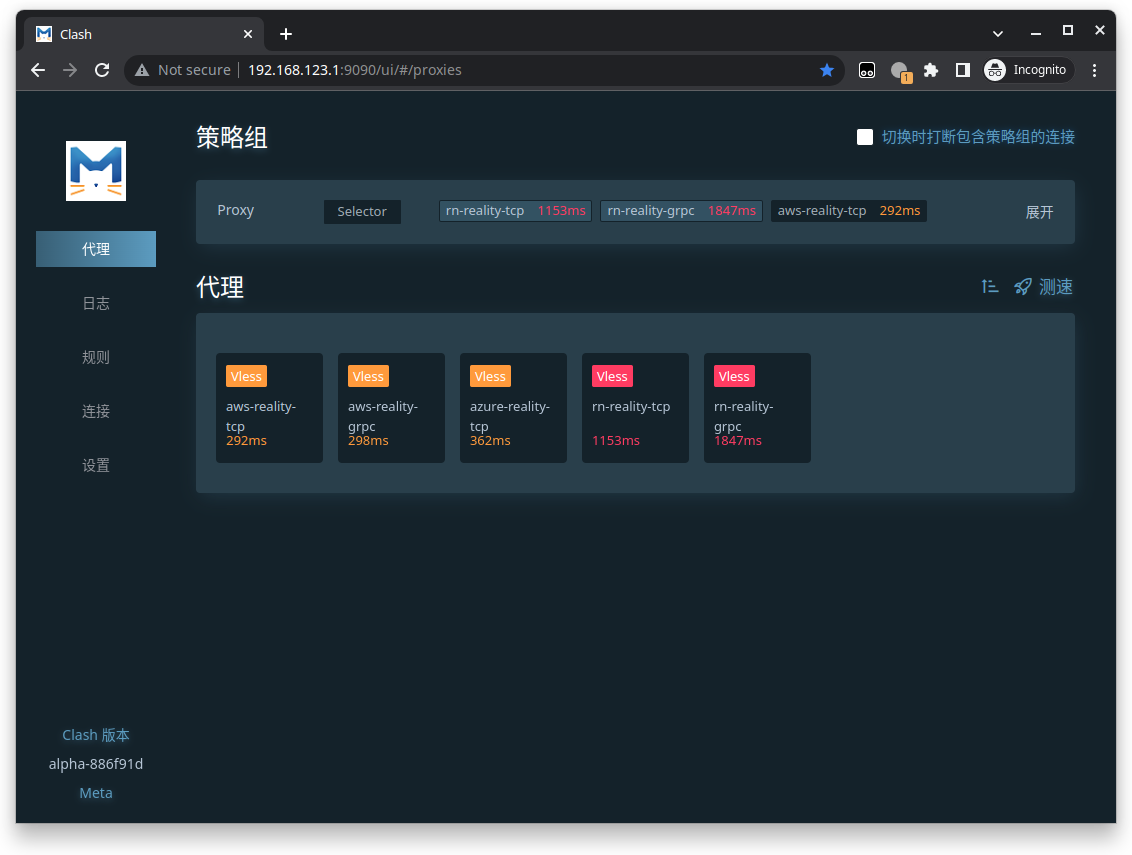 Clash
Not secure
192.168.123.1:9090/ui/#/proxies
1
Incognito
策略组
切换时打断包含策略组的连接
Proxy
Selector
rn-reality-tcp 1153ms
rn-reality-grpc 1847ms
aws-reality-tcp 292ms
展开
代理
日志
规则
连接
设置
代理
测速
Vless
aws-reality-
tcp
292ms
Vless
aws-reality-
grpc
298ms
Vless
azure-reality-
tcp
362ms
Vless
rn-reality-tcp
1153ms
Vless
rn-reality-
grpc
1847ms
Clash 版本
alpha-886f91d
Meta